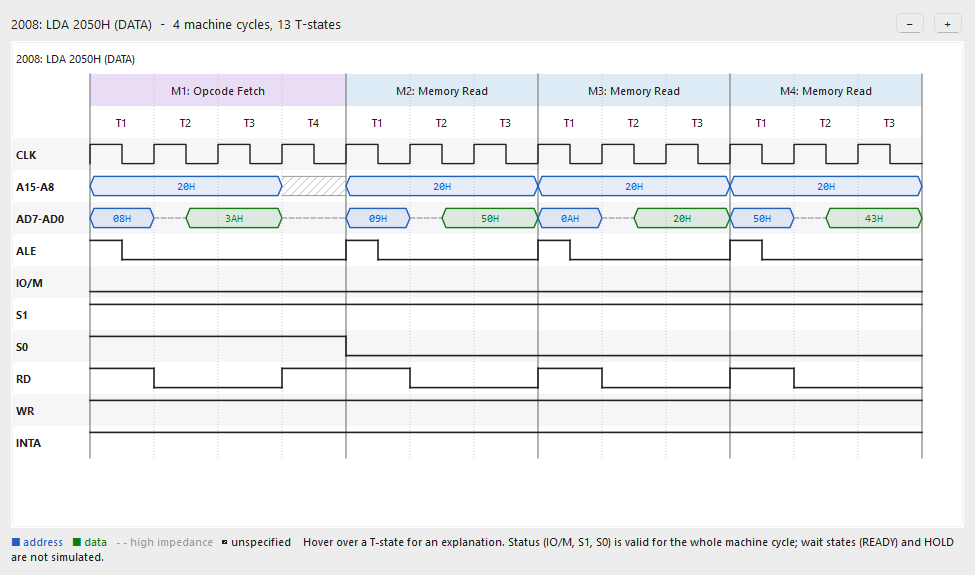 2008: LDA 2050H (DATA) - 4 machine cycles, 13 T-states
− +
2008: LDA 2050H (DATA)
M1: Opcode Fetch M2: Memory Read M3: Memory Read M4: Memory Read
T1 T2 T3 T4 T1 T2 T3 T1 T2 T3 T1 T2 T3
CLK
A15-A8 20H 20H 20H 20H
AD7-AD0 08H 3AH 09H 50H 0AH 20H 50H 43H
ALE
IO/M
S1
S0
RD
WR
INTA
address data - - high impedance unspecified Hover over a T-state for an explanation. Status (IO/M, S1, S0) is valid for the whole machine cycle; wait states (READY) and HOLD
are not simulated.